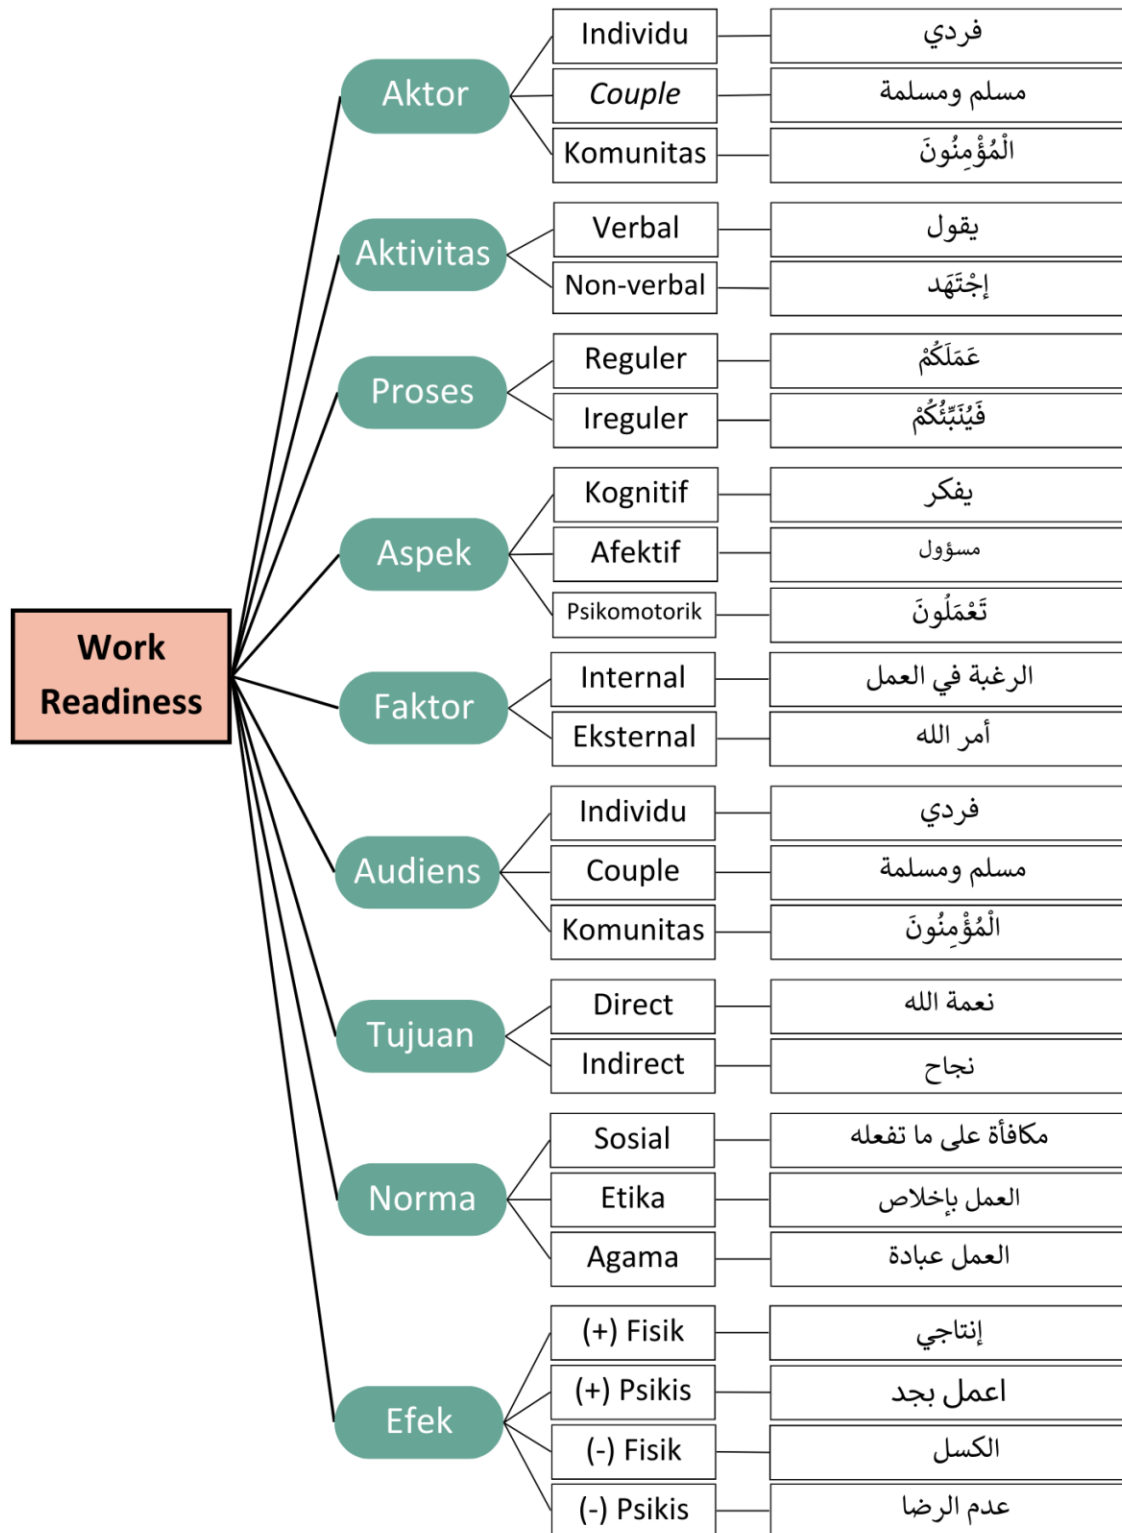 Work
Readiness
Aktor
Individu
فردي
Couple
مسلم ومسلمة
Komunitas
الْمُؤْمِنُونَ
Aktivitas
Verbal
يقول
Non-verbal
إجْتَهَد
Proses
Reguler
عَمَلَكُمْ
Ireguler
فَيُنَبِّئُكُمْ
Aspek
Kognitif
يفكر
Afektif
مسؤول
Psikomotorik
تَعْمَلُونَ
Faktor
Internal
الرغبة في العمل
Eksternal
أمر الله
Audiens
Individu
فردي
Couple
مسلم ومسلمة
Komunitas
الْمُؤْمِنُونَ
Tujuan
Direct
نعمة الله
Indirect
نجاح
Norma
Sosial
مكافأة على ما تفعله
Etika
العمل بإخلاص
Agama
العمل عبادة
Efek
(+) Fisik
إنتاجي
(+) Psikis
اعمل بجد
(-) Fisik
الكسل
(-) Psikis
عدم الرضا